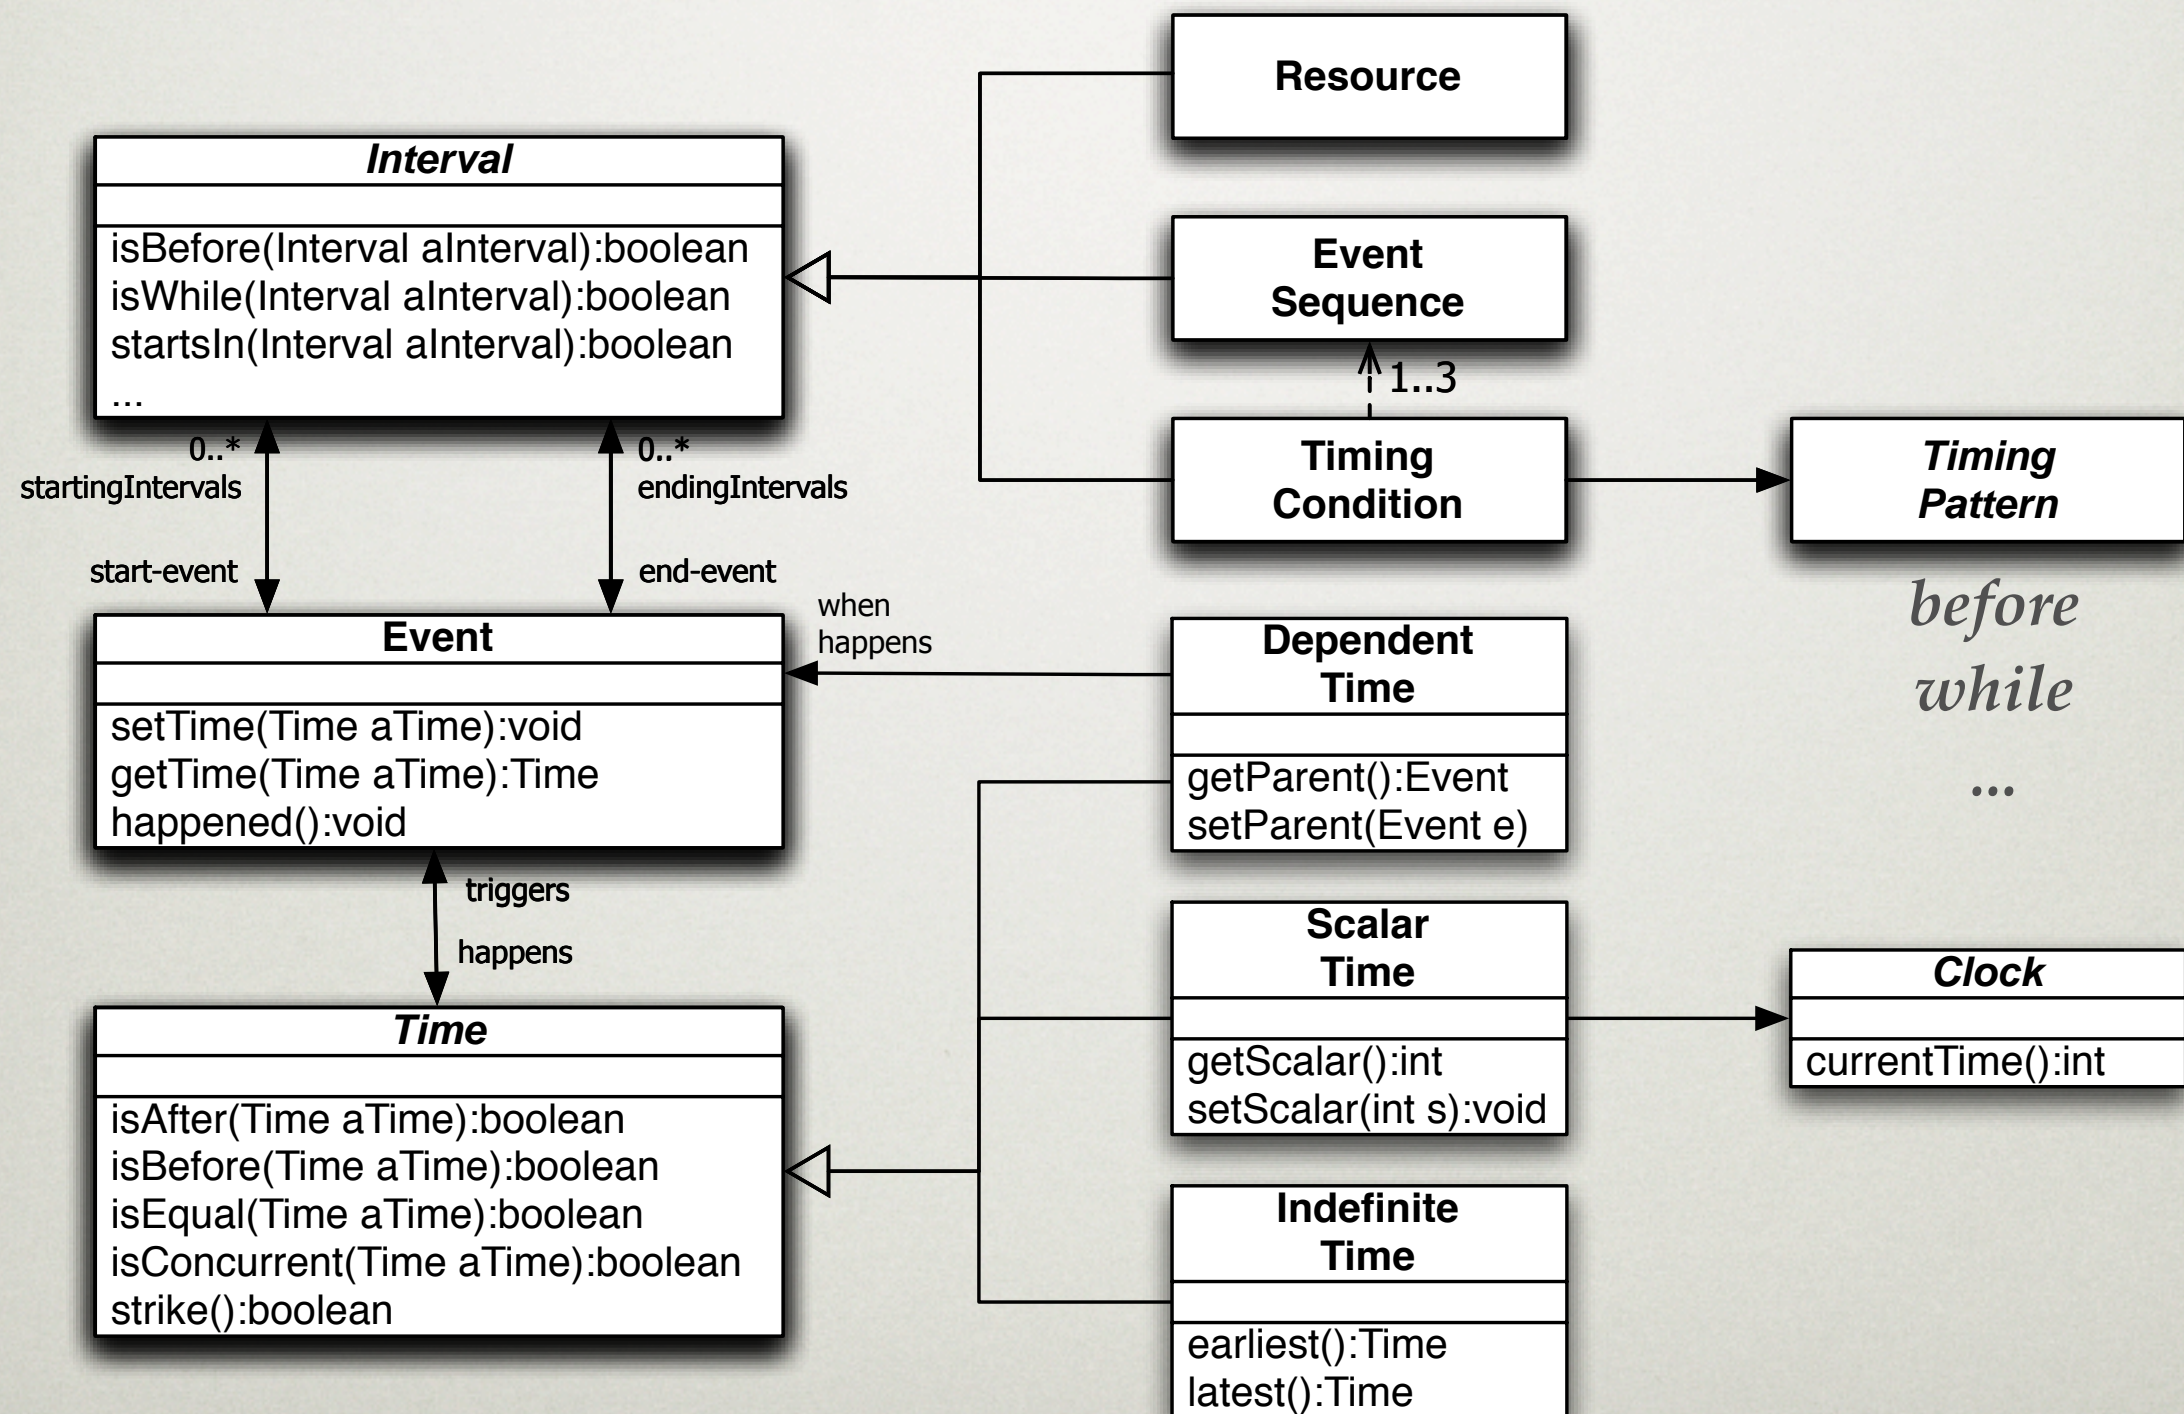 Resource
Interval
isBefore(Interval aInterval):boolean
isWhile(Interval aInterval):boolean
startsIn(Interval aInterval):boolean
...
Event
Sequence
1..3
Timing
Condition
Timing
Pattern
before
while
...
0..*
startingIntervals
0..*
endingIntervals
start-event
end-event
when
happens
Event
setTime(Time aTime):void
getTime(Time aTime):Time
happened():void
Dependent
Time
getParent():Event
setParent(Event e)
triggers
happens
Scalar
Time
getScalar():int
setScalar(int s):void
Clock
currentTime():int
Time
isAfter(Time aTime):boolean
isBefore(Time aTime):boolean
isEqual(Time aTime):boolean
isConcurrent(Time aTime):boolean
strike():boolean
Indefinite
Time
earliest():Time
latest():Time